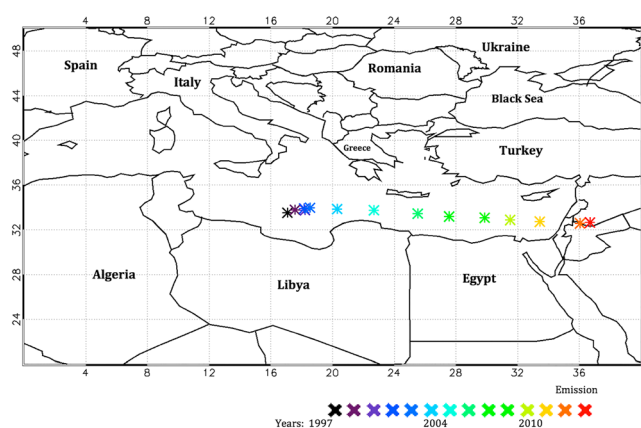 4 8 12 16 20 24 28 32 36
48 Spain Italy Romania Ukraine
44 Black Sea
40 Greece Turkey
36
32
28 Algeria Libya Egypt
24
4 8 12 16 20 24 28 32 36
Emission
Years: 1997 2004 2010